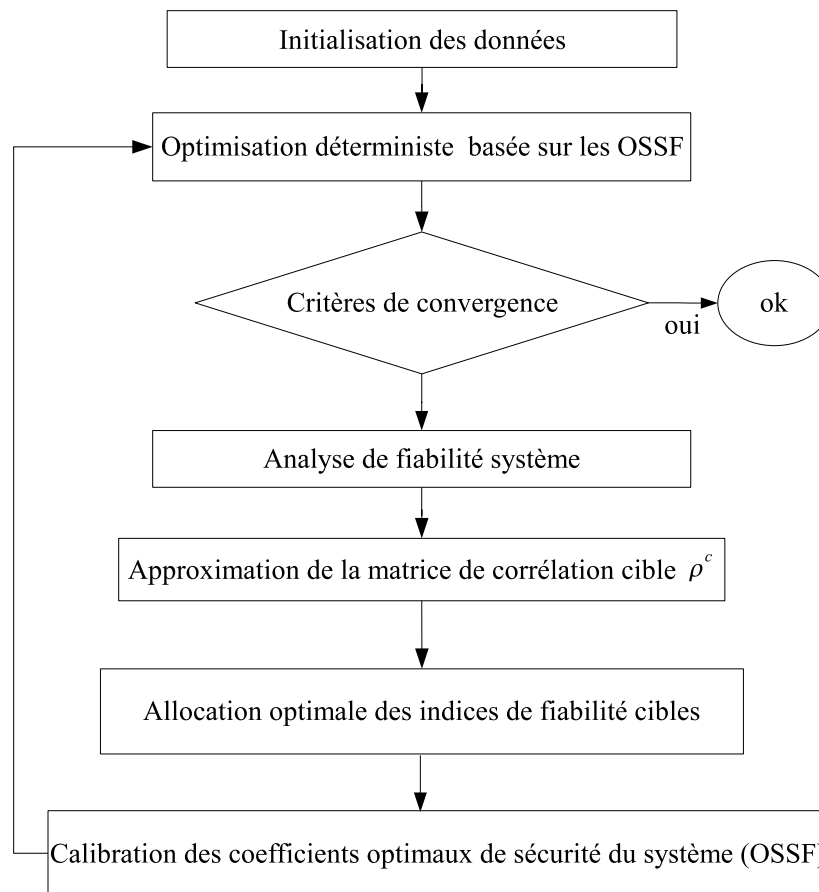 Initialisation des données
Optimisation déterministe basée sur les OSSF
Critères de convergence
oui
ok
Analyse de fiabilité système
Approximation de la matrice de corrélation cible ρᶜ
Allocation optimale des indices de fiabilité cibles
Calibration des coefficients optimaux de sécurité du système (OSSF)